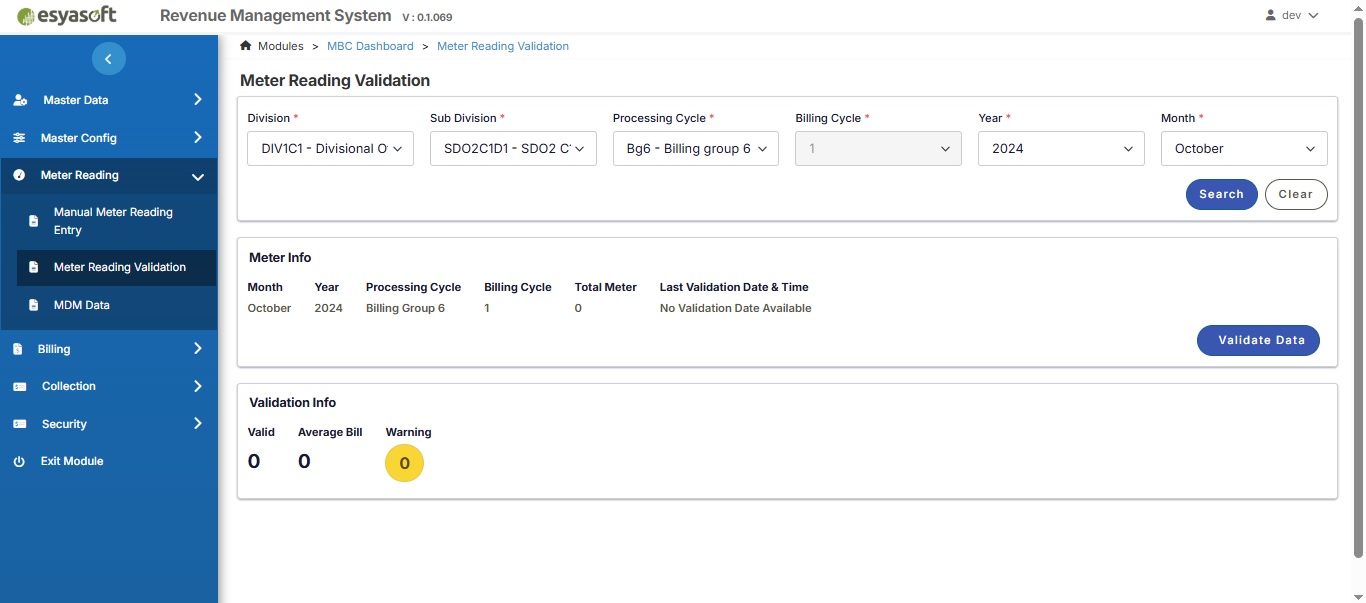 esyasoft
Revenue Management System V : 0.1.069
dev
Modules > MBC Dashboard > Meter Reading Validation
Master Data
Master Config
Meter Reading
Manual Meter Reading
Entry
Meter Reading Validation
MDM Data
Billing
Collection
Security
Exit Module
Meter Reading Validation
Division * Sub Division * Processing Cycle * Billing Cycle * Year * Month *
DIV1C1 - Divisional O SDO2C1D1 - SDO2 C Bg6 - Billing group 6 1 2024 October
Search Clear
Meter Info
Month Year Processing Cycle Billing Cycle Total Meter Last Validation Date & Time
October 2024 Billing Group 6 1 0 No Validation Date Available
Validate Data
Validation Info
Valid Average Bill Warning
0 0 0